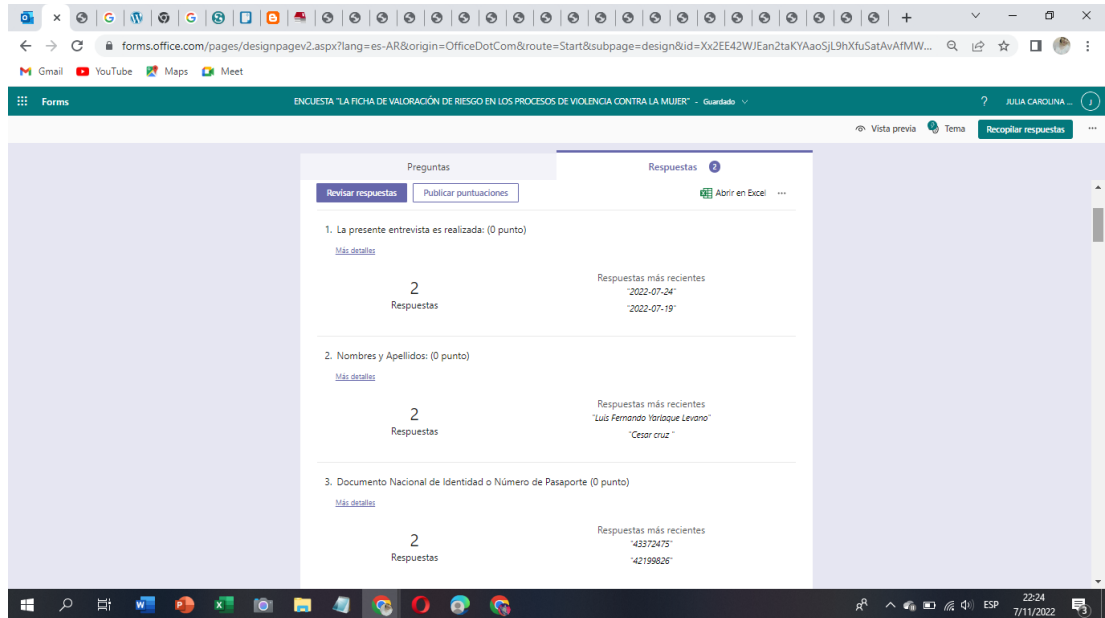 forms.office.com/pages/designpagev2.aspx?lang=es-AR&origin=OfficeDotCom&route=Start&subpage=design&id=Xx2EE42WJEan2taKYAaoSjL9hXfuSatAvAfMW...
Gmail YouTube Maps Meet
Forms ENCUESTA "LA FICHA DE VALORACIÓN DE RIESGO EN LOS PROCESOS DE VIOLENCIA CONTRA LA MUJER" - Guardado ? JULIA CAROLINA ... J
Vista previa Tema Recopilar respuestas ...
Preguntas Respuestas 2
Revisar respuestas Publicar puntuaciones Abrir en Excel ...
1. La presente entrevista es realizada: (0 punto)
Más detalles
2
Respuestas
Respuestas más recientes
"2022-07-24"
"2022-07-19"
2. Nombres y Apellidos: (0 punto)
Más detalles
2
Respuestas
Respuestas más recientes
"Luis Fernando Yarlaque Levano"
"Cesar cruz "
3. Documento Nacional de Identidad o Número de Pasaporte (0 punto)
Más detalles
2
Respuestas
Respuestas más recientes
"43372475"
"42199826"
ESP 22:24
7/11/2022